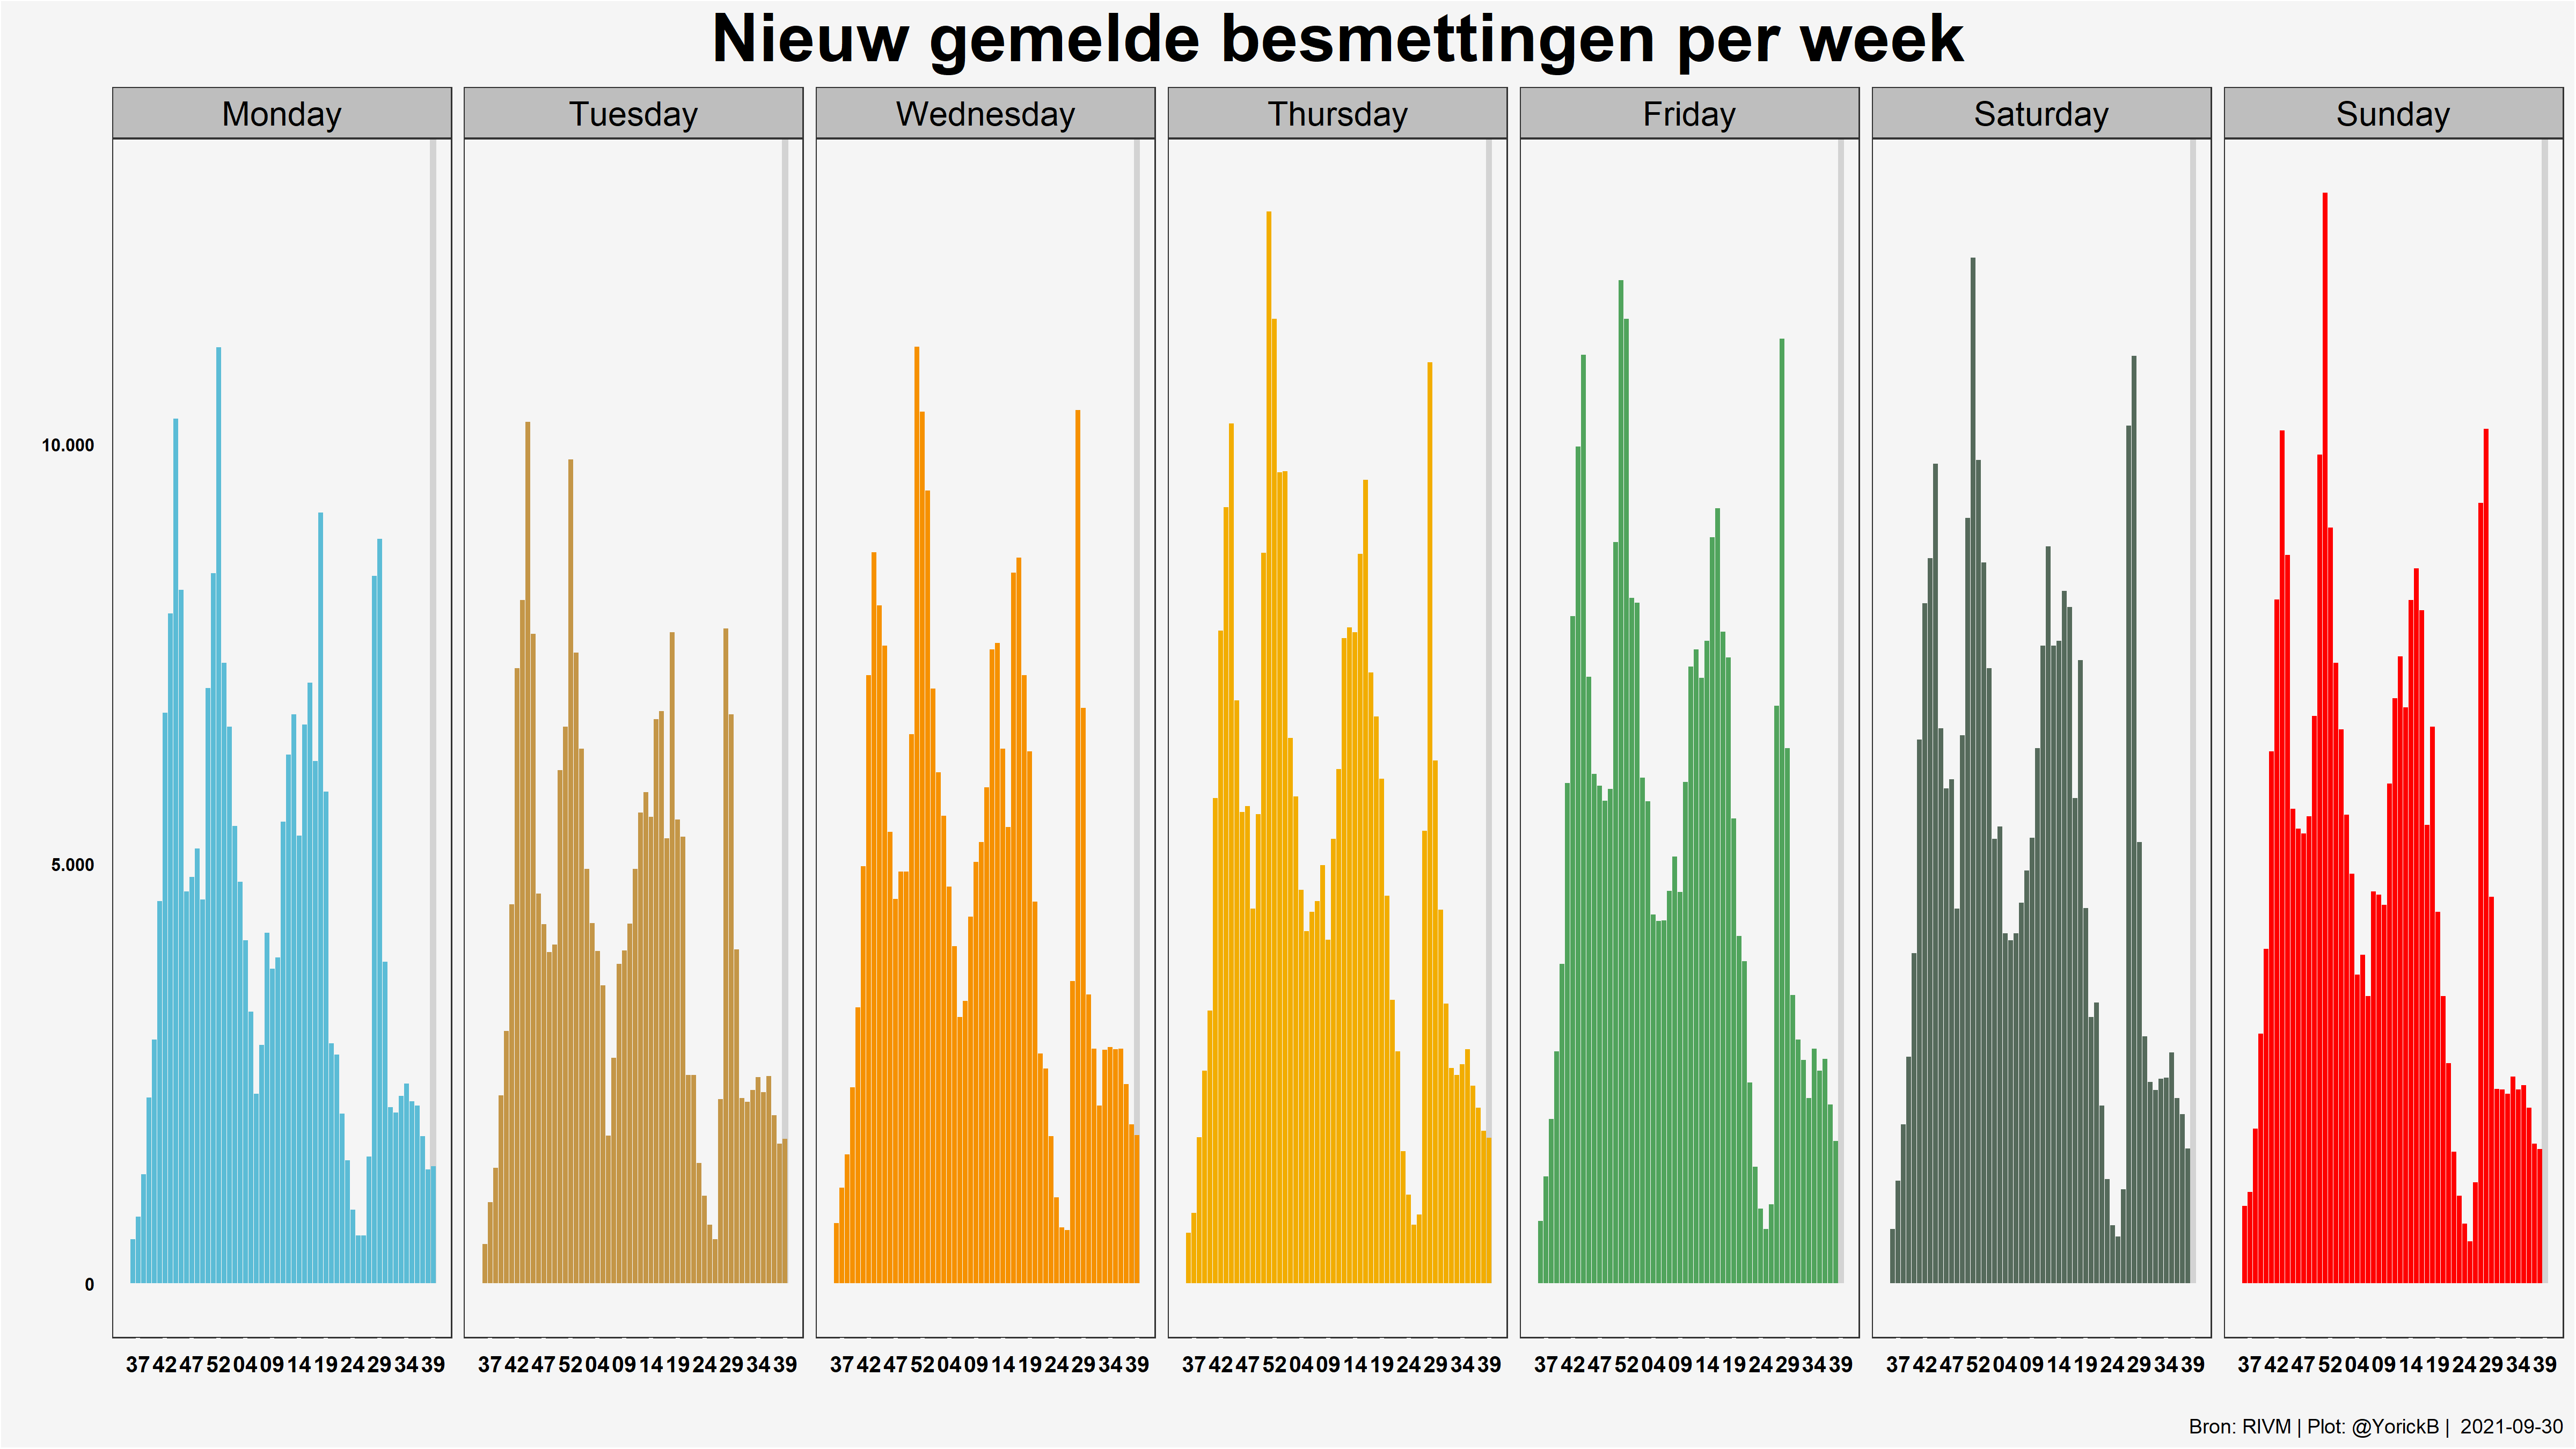 Nieuw gemelde besmettingen per week
Monday Tuesday Wednesday Thursday Friday Saturday Sunday
10.000
5.000
0
37 42 47 52 04 09 14 19 24 29 34 39 37 42 47 52 04 09 14 19 24 29 34 39 37 42 47 52 04 09 14 19 24 29 34 39 37 42 47 52 04 09 14 19 24 29 34 39 37 42 47 52 04 09 14 19 24 29 34 39 37 42 47 52 04 09 14 19 24 29 34 39 37 42 47 52 04 09 14 19 24 29 34 39
Bron: RIVM | Plot: @YorickB | 2021-09-30